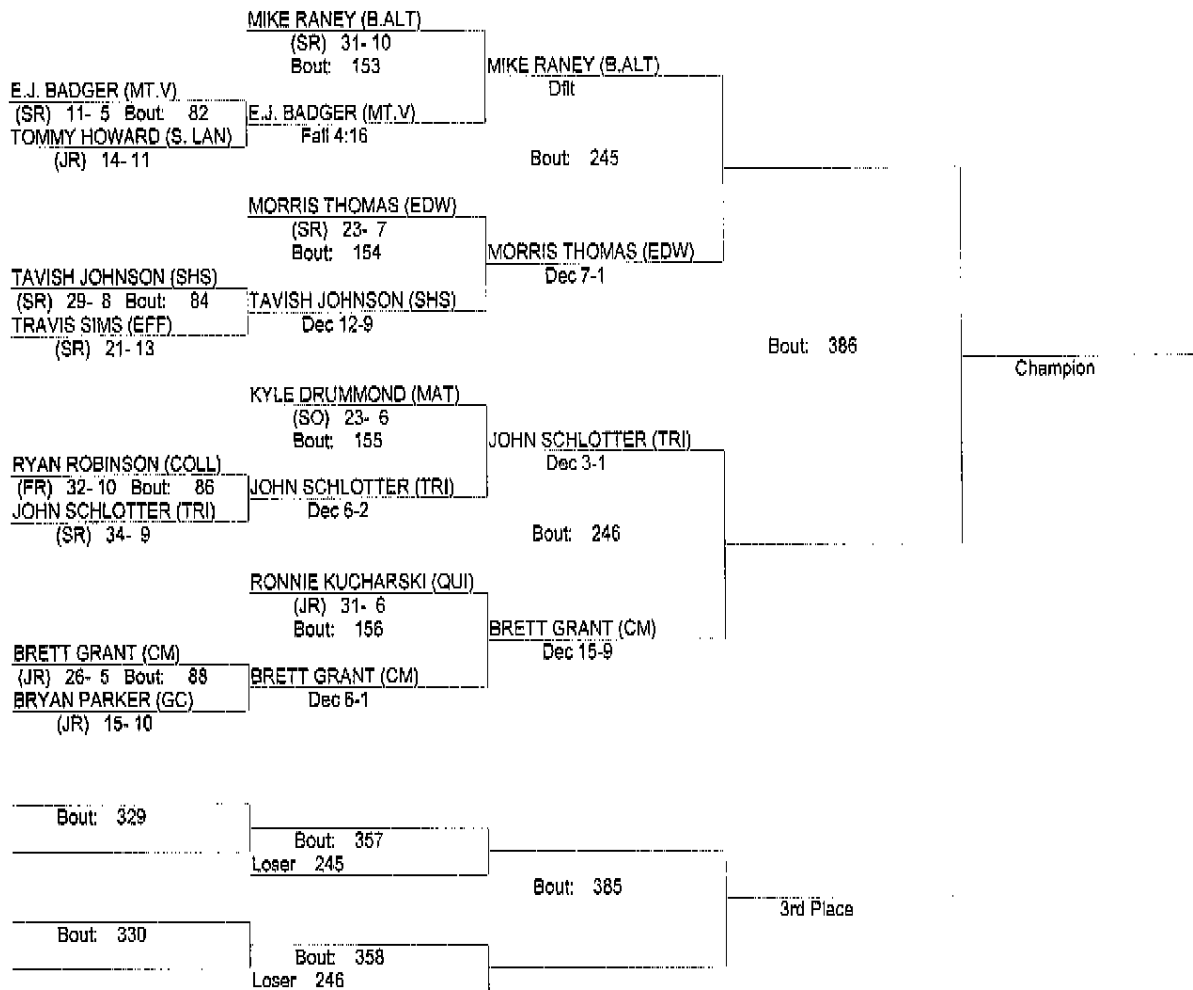 MIKE RANEY (B.ALT)
(SR) 31- 10
Bout: 153
MIKE RANEY (B.ALT)
Dflt
E.J. BADGER (MT.V)
(SR) 11- 5 Bout: 82
E.J. BADGER (MT.V)
Fall 4:16
TOMMY HOWARD (S. LAN)
(JR) 14- 11
Bout: 245
MORRIS THOMAS (EDW)
(SR) 23- 7
Bout: 154
MORRIS THOMAS (EDW)
Dec 7-1
TAVISH JOHNSON (SHS)
(SR) 29- 8 Bout: 84
TAVISH JOHNSON (SHS)
Dec 12-9
TRAVIS SIMS (EFF)
(SR) 21- 13
Bout: 386
Champion
KYLE DRUMMOND (MAT)
(SO) 23- 6
Bout: 155
JOHN SCHLOTTER (TRI)
Dec 3-1
RYAN ROBINSON (COLL)
(FR) 32- 10 Bout: 86
JOHN SCHLOTTER (TRI)
Dec 6-2
JOHN SCHLOTTER (TRI)
(SR) 34- 9
Bout: 246
RONNIE KUCHARSKI (QUI)
(JR) 31- 6
Bout: 156
BRETT GRANT (CM)
Dec 15-9
BRETT GRANT (CM)
(JR) 26- 5 Bout: 88
BRETT GRANT (CM)
Dec 6-1
BRYAN PARKER (GC)
(JR) 15- 10
Bout: 329
Bout: 357
Loser 245
Bout: 385
3rd Place
Bout: 330
Bout: 358
Loser 246